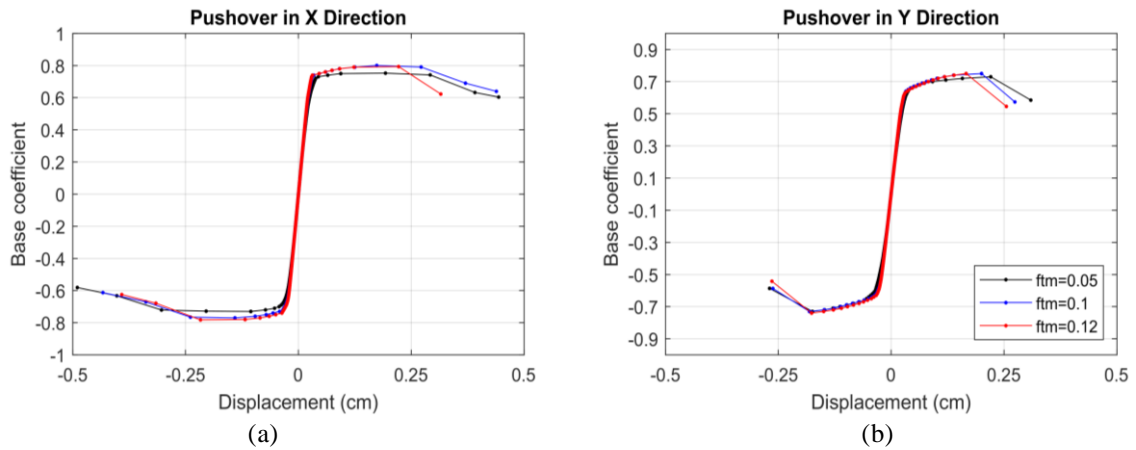 Pushover in X Direction
1
0.8
0.6
0.4
0.2
0
-0.2
-0.4
-0.6
-0.8
-1
Base coefficient
-0.5
-0.25
0
0.25
0.5
Displacement (cm)
(a)
Pushover in Y Direction
0.9
0.7
0.5
0.3
0.1
-0.1
-0.3
-0.5
-0.7
-0.9
Base coefficient
ftm=0.05
ftm=0.1
ftm=0.12
-0.5
-0.25
0
0.25
0.5
Displacement (cm)
(b)